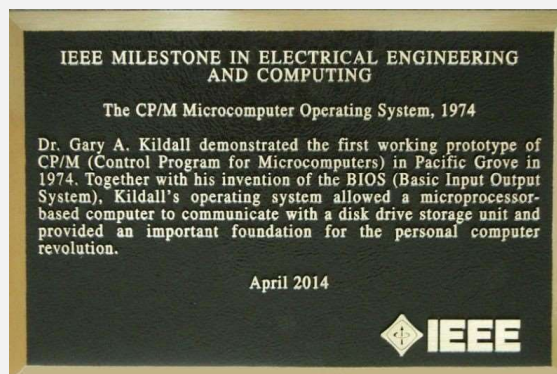 IEEE MILESTONE IN ELECTRICAL ENGINEERING
AND COMPUTING
The CP/M Microcomputer Operating System, 1974
Dr. Gary A. Kildall demonstrated the first working prototype of
CP/M (Control Program for Microcomputers) in Pacific Grove in
1974. Together with his invention of the BIOS (Basic Input Output
System), Kildall's operating system allowed a microprocessor-
based computer to communicate with a disk drive storage unit and
provided an important foundation for the personal computer
revolution.
April 2014
IEEE